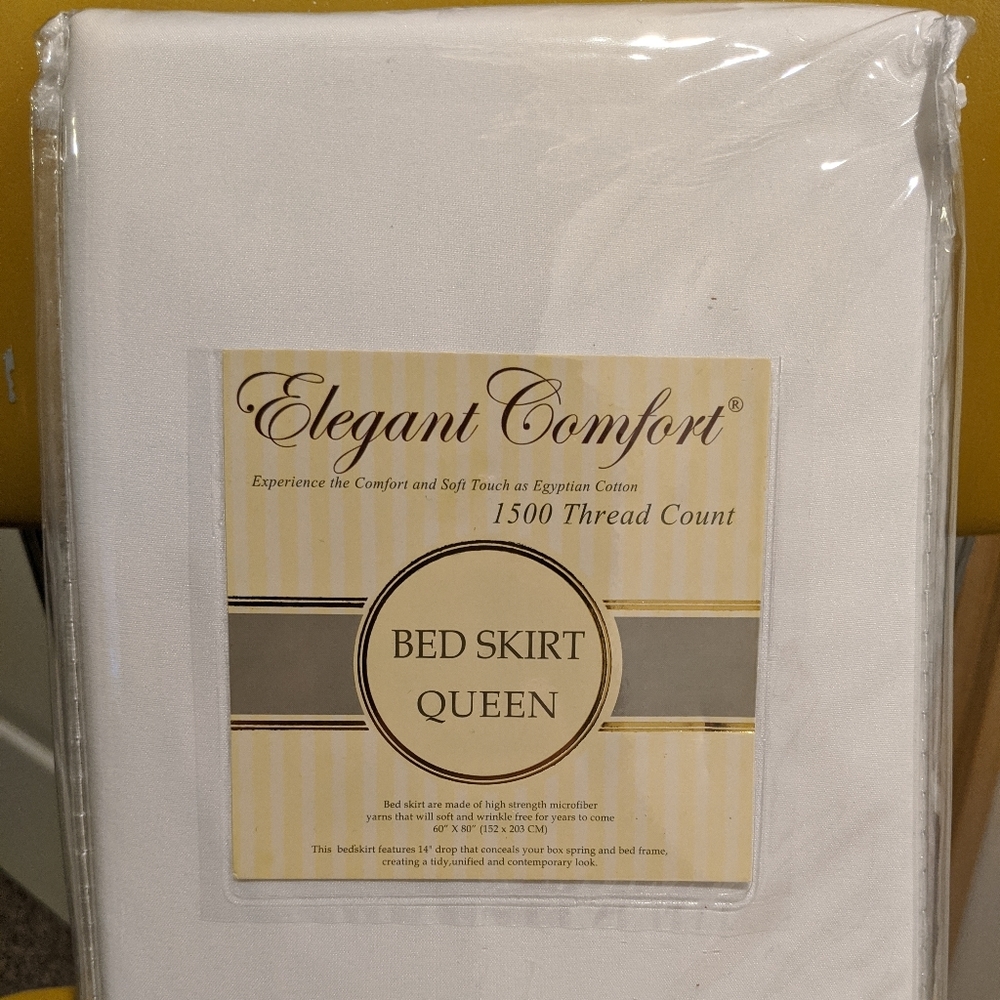 Elegant Comfort®
Experience the Comfort and Soft Touch as Egyptian Cotton
1500 Thread Count
BED SKIRT
QUEEN
Bed skirt are made of high strength microfiber
yarns that will soft and wrinkle free for years to come
60" X 80" (152 x 203 CM)
This bedskirt features 14" drop that conceals your box spring and bed frame,
creating a tidy,unified and contemporary look.